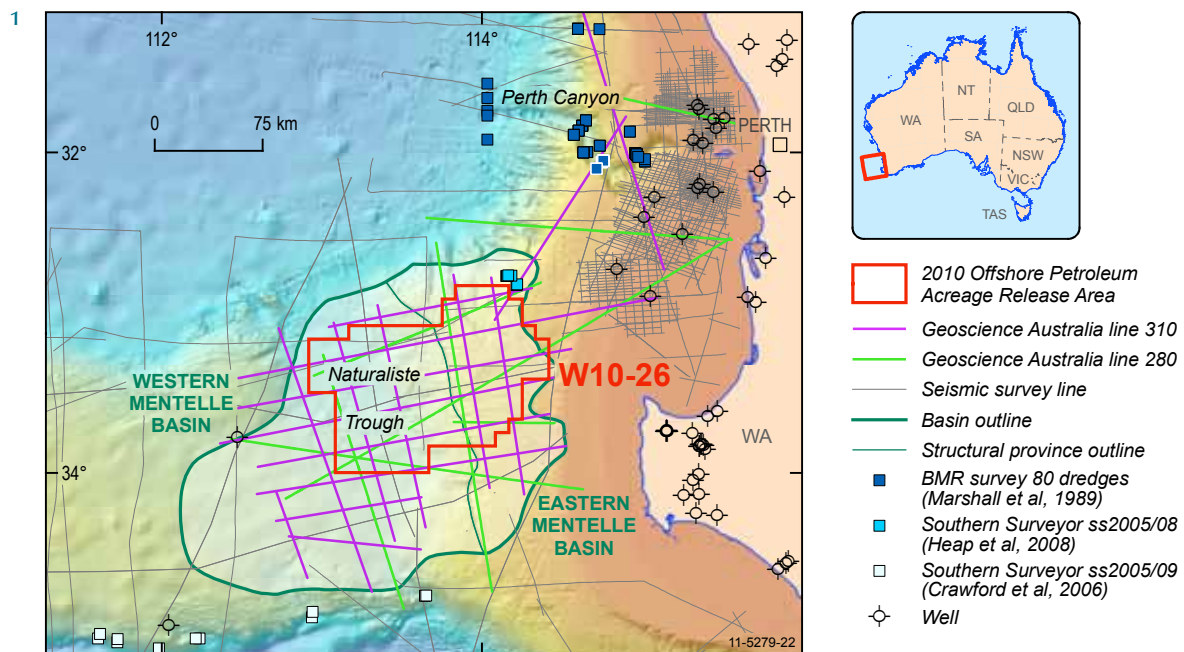 1
112°
114°
Perth Canyon
0
75 km
PERTH
32°
WESTERN
MENTELLE
BASIN
Naturaliste
Trough
W10-26
34°
WA
EASTERN
MENTELLE
BASIN
11-5279-22
NT
QLD
WA
SA
NSW
VIC
TAS
2010 Offshore Petroleum
Acreage Release Area
Geoscience Australia line 310
Geoscience Australia line 280
Seismic survey line
Basin outline
Structural province outline
BMR survey 80 dredges
(Marshall et al, 1989)
Southern Surveyor ss2005/08
(Heap et al, 2008)
Southern Surveyor ss2005/09
(Crawford et al, 2006)
Well